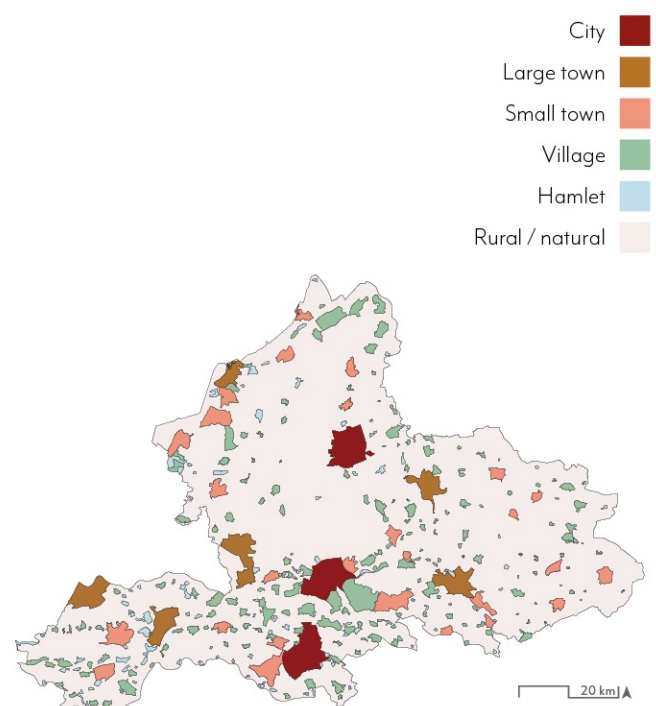 City
Large town
Small town
Village
Hamlet
Rural / natural
20 km